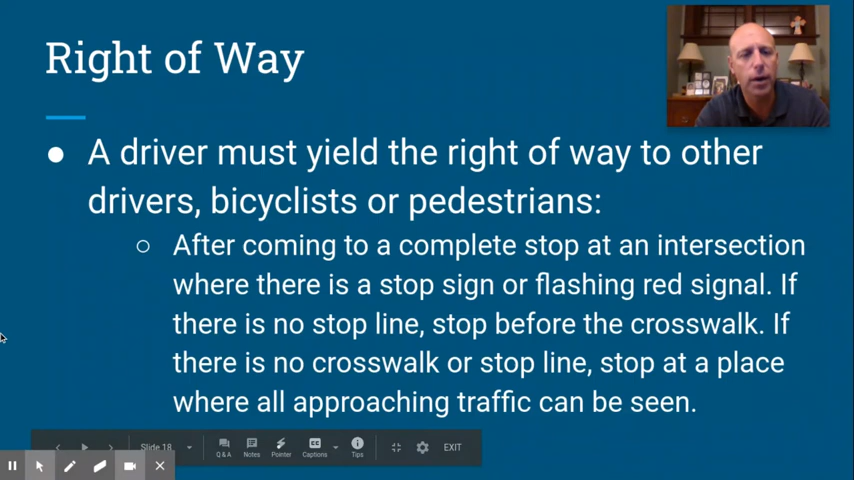 Right of Way
● A driver must yield the right of way to other
drivers, bicyclists or pedestrians:
○ After coming to a complete stop at an intersection
where there is a stop sign or flashing red signal. If
there is no stop line, stop before the crosswalk. If
there is no crosswalk or stop line, stop at a place
where all approaching traffic can be seen.
Slide 18
Q & A Notes Pointer Captions Tips EXIT
CC